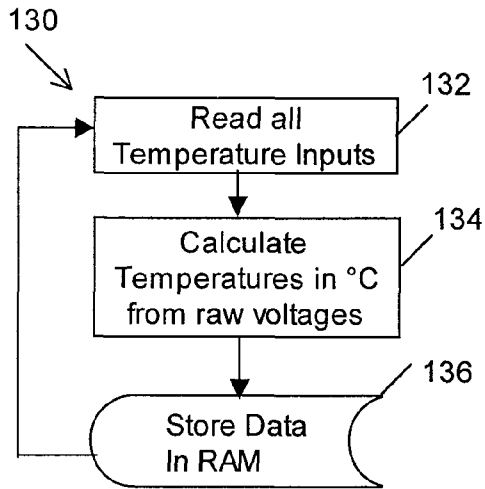 130
132
Read all
Temperature Inputs
134
Calculate
Temperatures in °C
from raw voltages
136
Store Data
In RAM